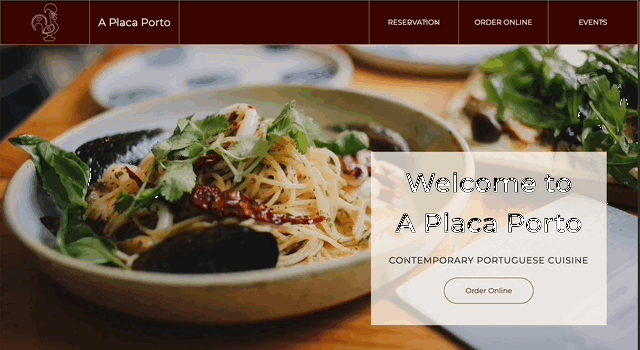 A Placa Porto
RESERVATION
ORDER ONLINE
EVENTS
Welcome to
A Placa Porto
CONTEMPORARY PORTUGUESE CUISINE
Order Online